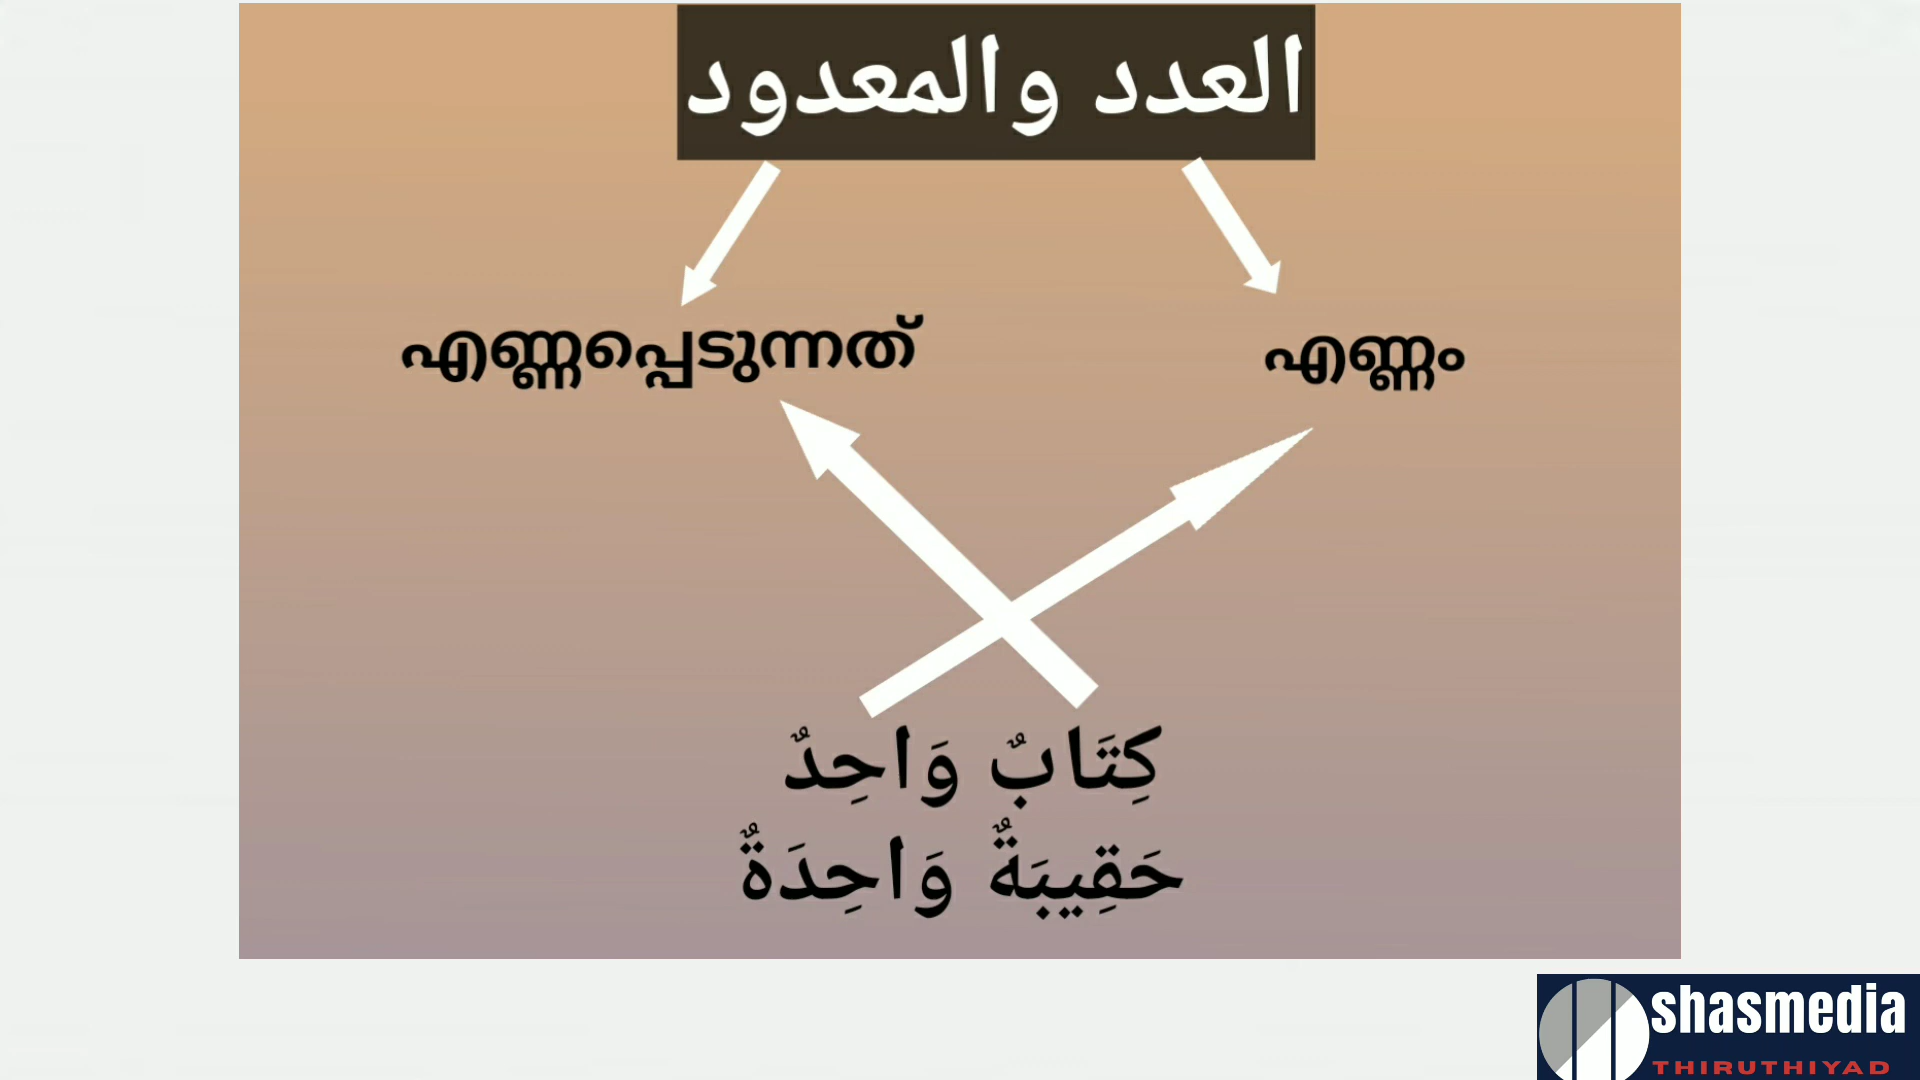 العدد والمعدود
എണ്ണപ്പെടുന്നത്
എണ്ണം
كِتَابٌ وَاحِدٌ
حَقِيبَةٌ وَاحِدَةٌ
shasmedia
THIRUTHIYAD